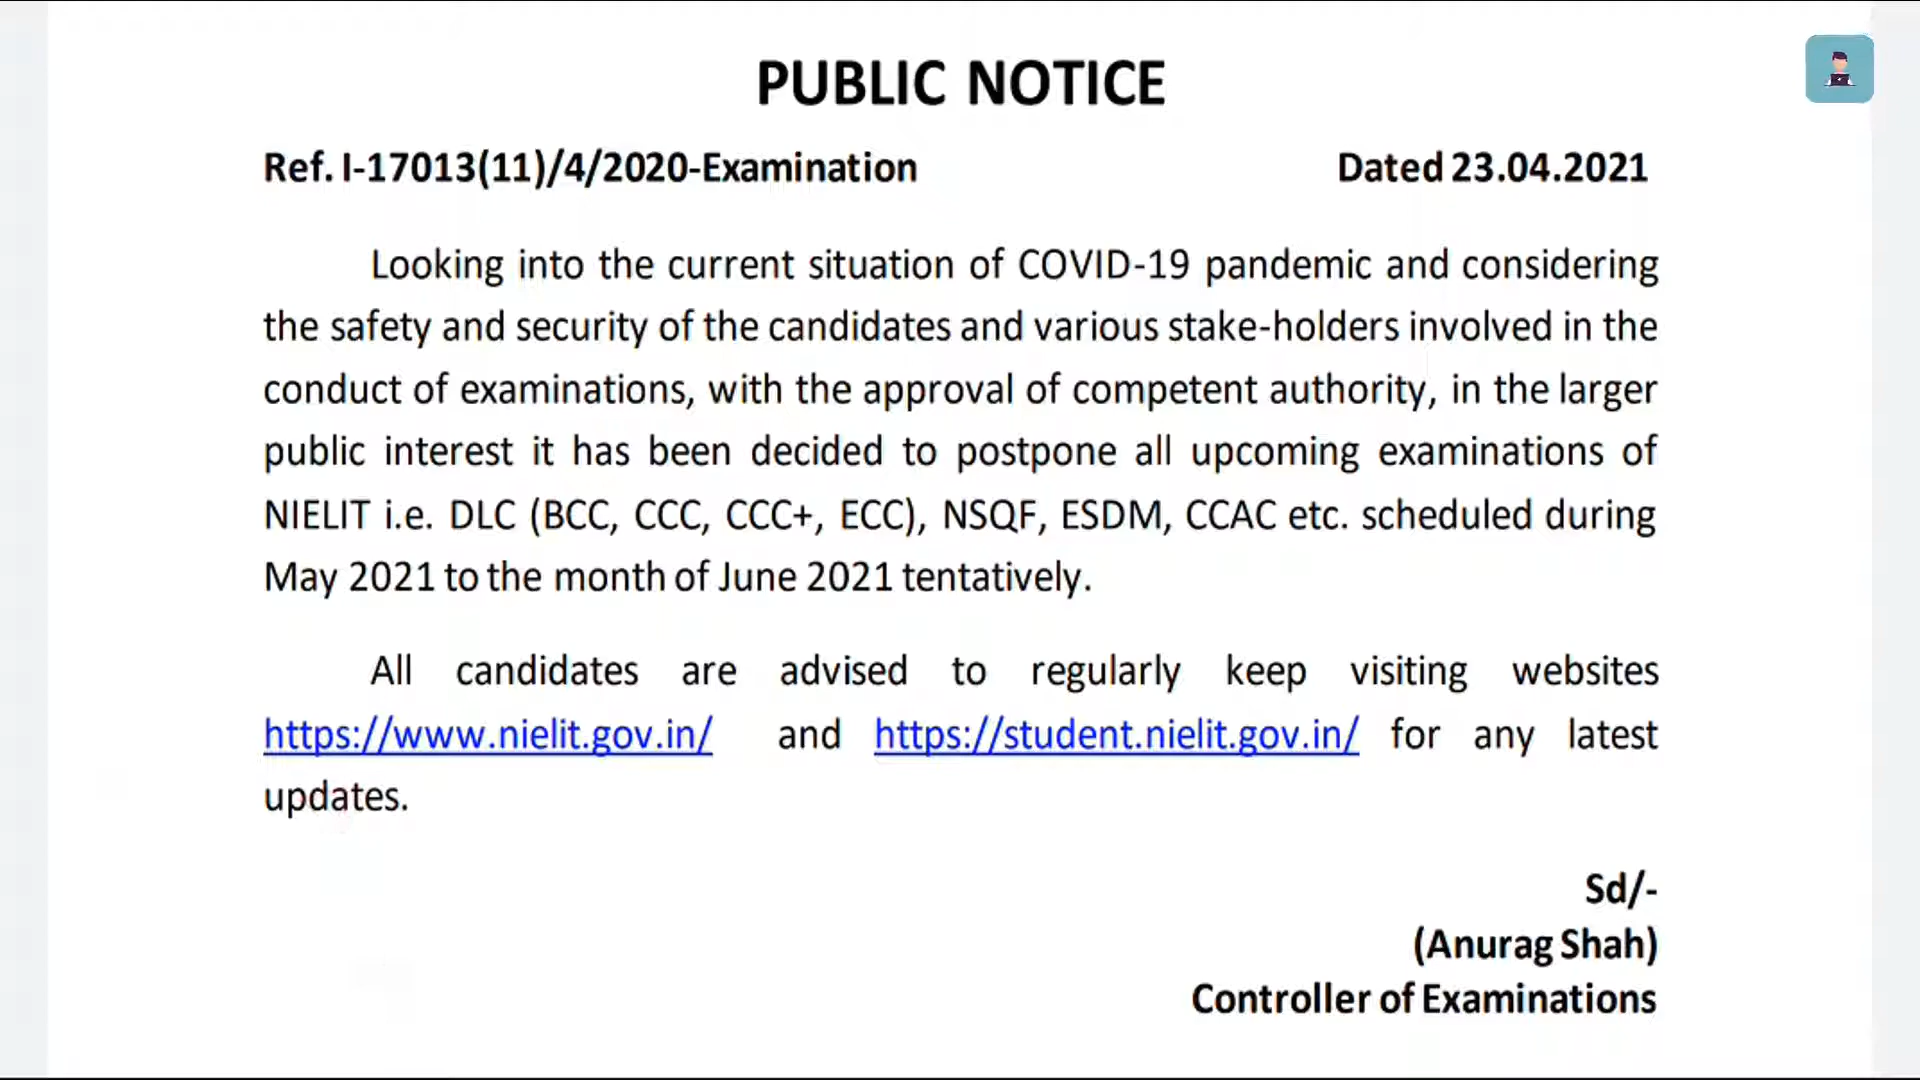 PUBLIC NOTICE
Ref. I-17013(11)/4/2020-Examination Dated 23.04.2021
Looking into the current situation of COVID-19 pandemic and considering
the safety and security of the candidates and various stake-holders involved in the
conduct of examinations, with the approval of competent authority, in the larger
public interest it has been decided to postpone all upcoming examinations of
NIELIT i.e. DLC (BCC, CCC, CCC+, ECC), NSQF, ESDM, CCAC etc. scheduled during
May 2021 to the month of June 2021 tentatively.
All candidates are advised to regularly keep visiting websites
https://www.nielit.gov.in/ and https://student.nielit.gov.in/ for any latest
updates.
Sd/-
(Anurag Shah)
Controller of Examinations